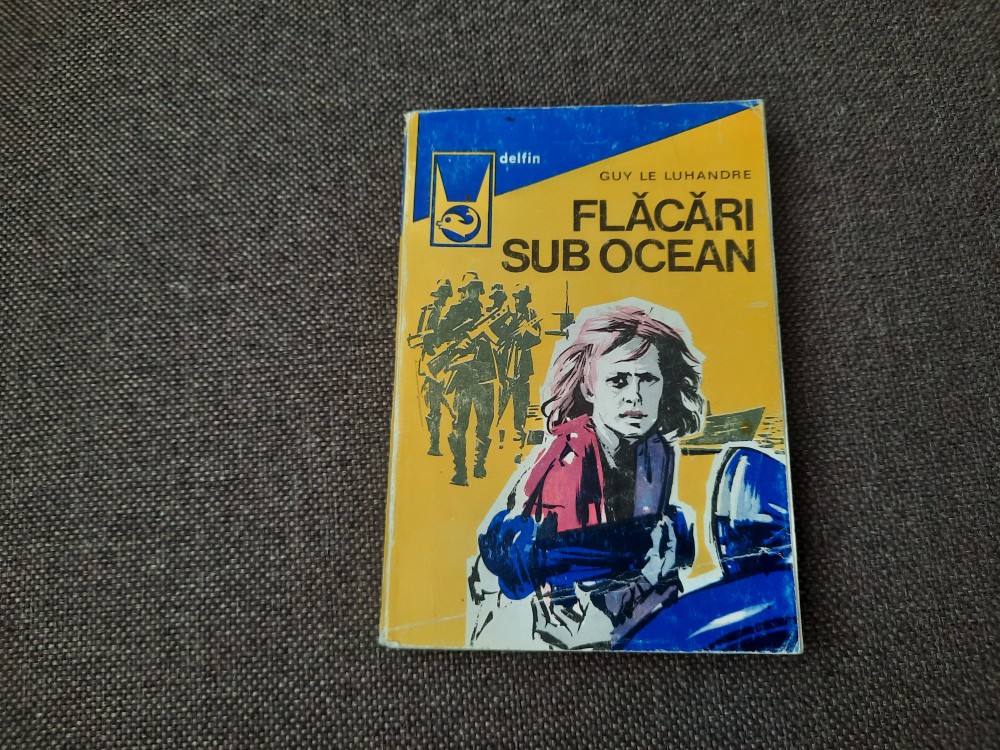 delfin
GUY LE LUHANDRE
FLĂCĂRI
SUB OCEAN